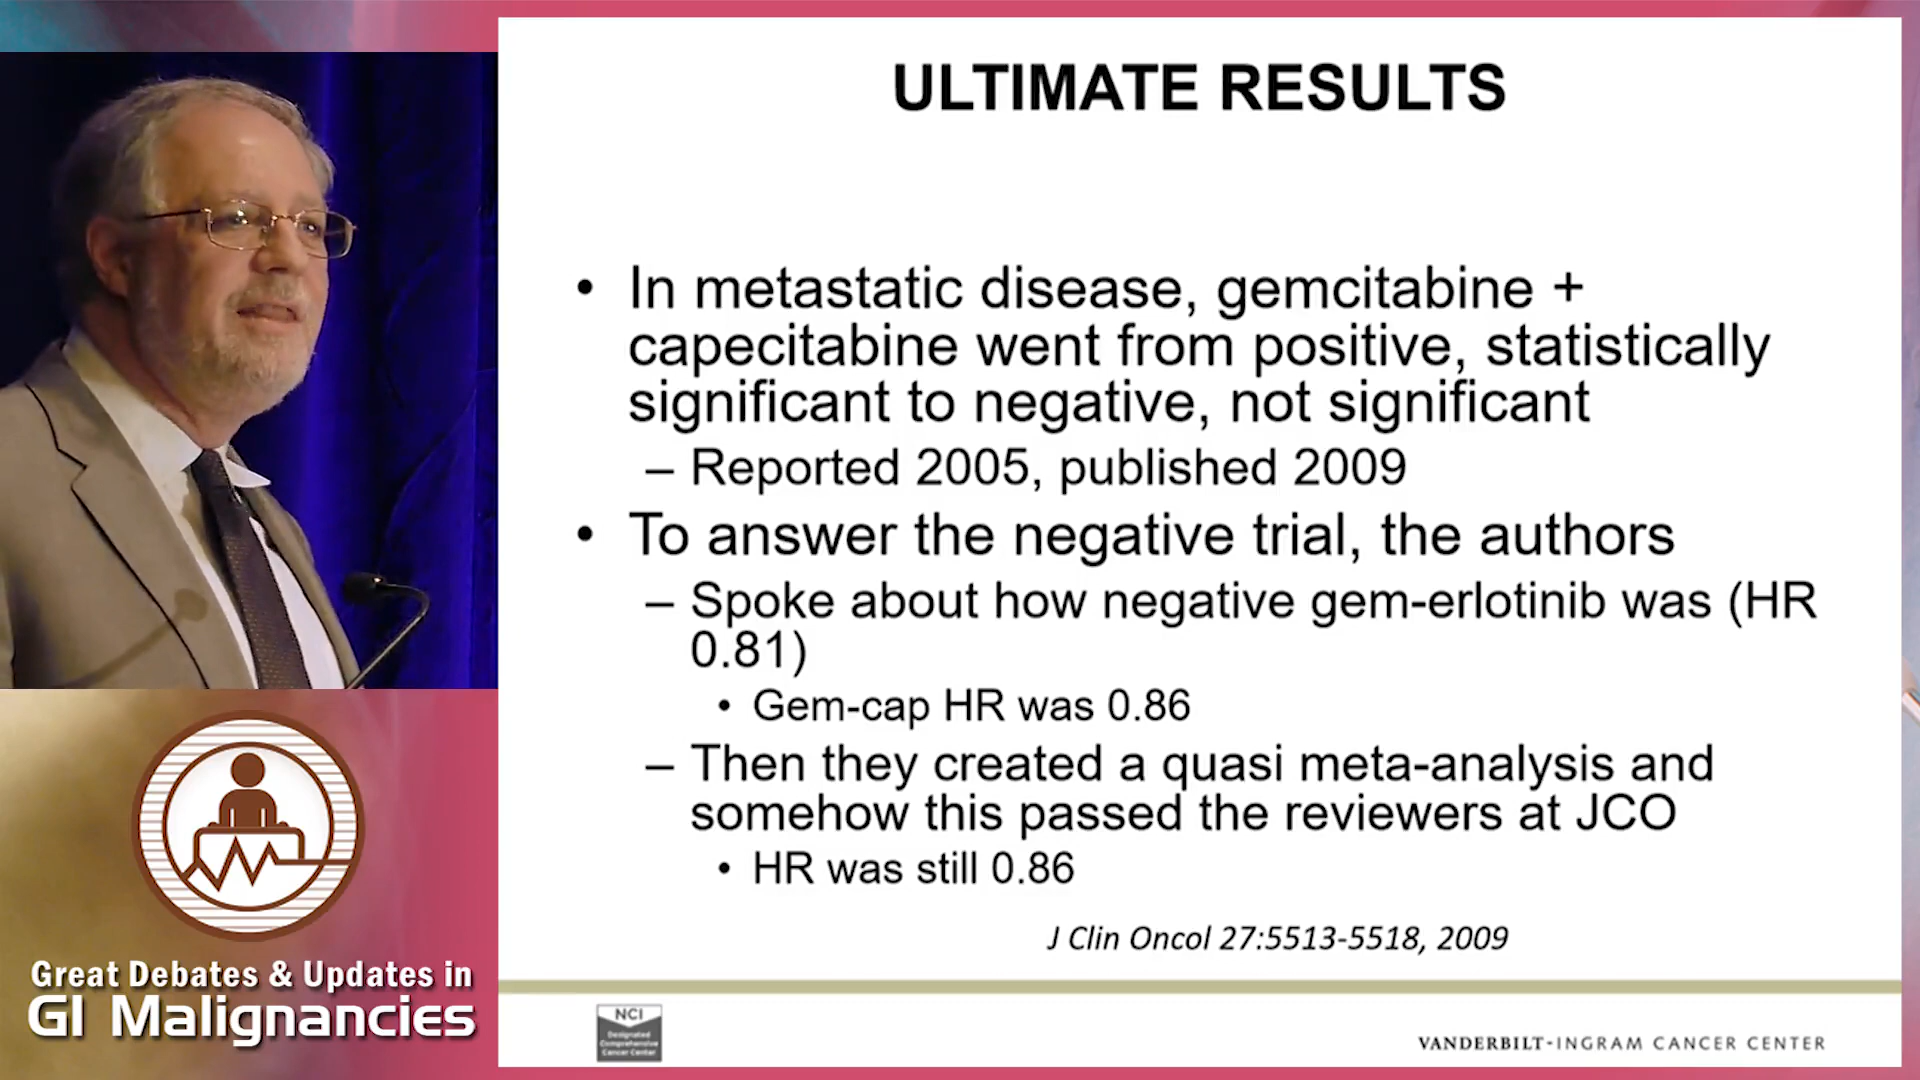 ULTIMATE RESULTS
• In metastatic disease, gemcitabine +
capecitabine went from positive, statistically
significant to negative, not significant
– Reported 2005, published 2009
• To answer the negative trial, the authors
– Spoke about how negative gem-erlotinib was (HR
0.81)
• Gem-cap HR was 0.86
– Then they created a quasi meta-analysis and
somehow this passed the reviewers at JCO
• HR was still 0.86
J Clin Oncol 27:5513-5518, 2009
Great Debates & Updates in
GI Malignancies
NCI
Designated
Comprehensive
Cancer Center
VANDERBILT-INGRAM CANCER CENTER